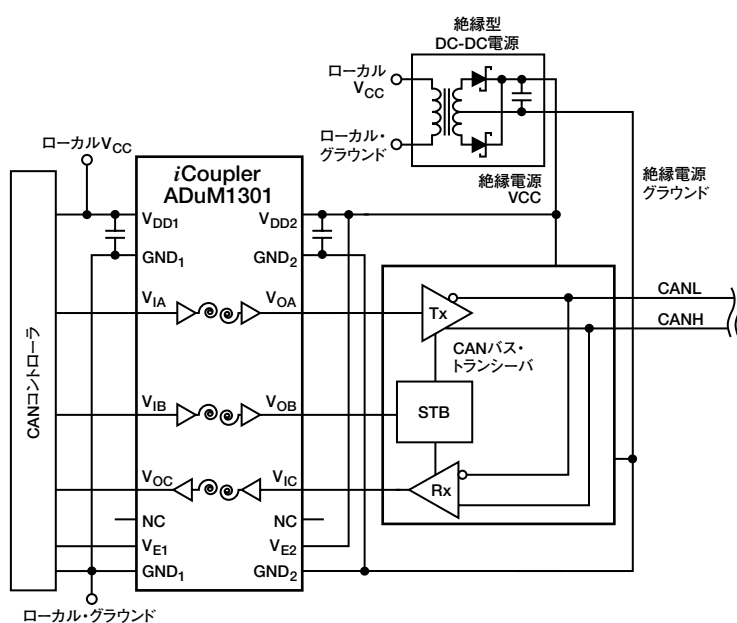 絶縁型
DC-DC電源
ローカル
VCC
ローカル・
グラウンド
ローカルVCC
絶縁電源
VCC
絶縁電源
グラウンド
iCoupler
ADuM1301
VDD1
VDD2
GND1
GND2
VIA
VOA
Tx
CANL
CANH
CANバス・
トランシーバ
CANコントローラ
VIB
VOB
STB
VOC
VIC
Rx
NC
NC
VE1
VE2
GND1
GND2
ローカル・グラウンド